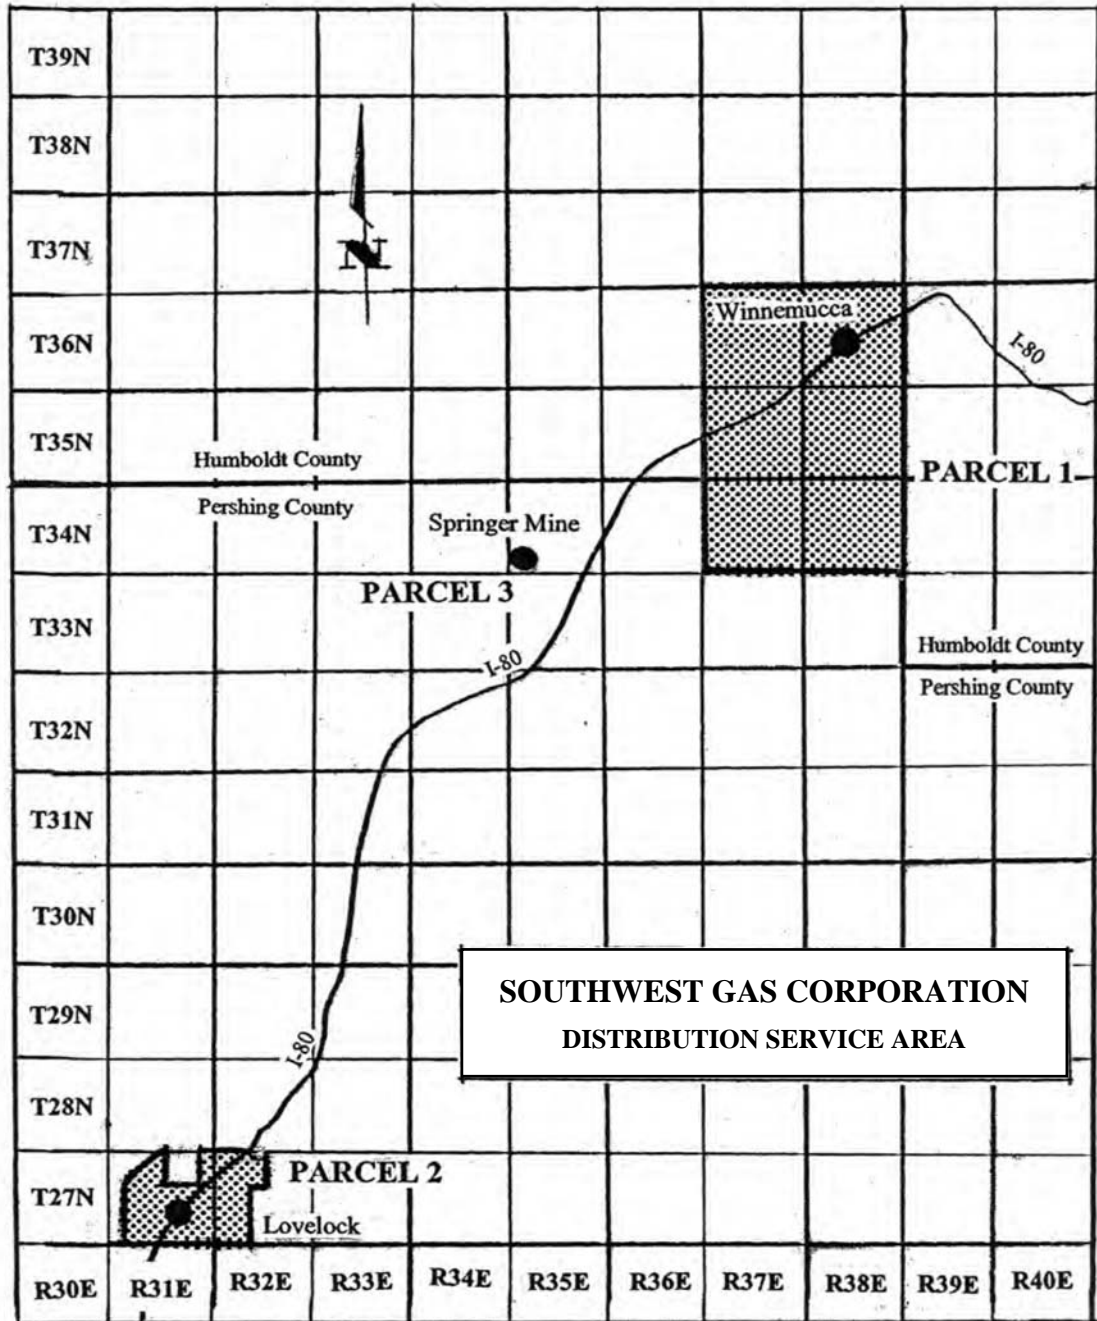 T39N
T38N
T37N
N
Winnemucca
T36N
I-80
T35N
Humboldt County
PARCEL 1
Pershing County
Springer Mine
T34N
PARCEL 3
T33N
Humboldt County
I-80
Pershing County
T32N
T31N
T30N
SOUTHWEST GAS CORPORATION
T29N
DISTRIBUTION SERVICE AREA
I-80
T28N
PARCEL 2
T27N
Lovelock
R30E R31E R32E R33E R34E R35E R36E R37E R38E R39E R40E